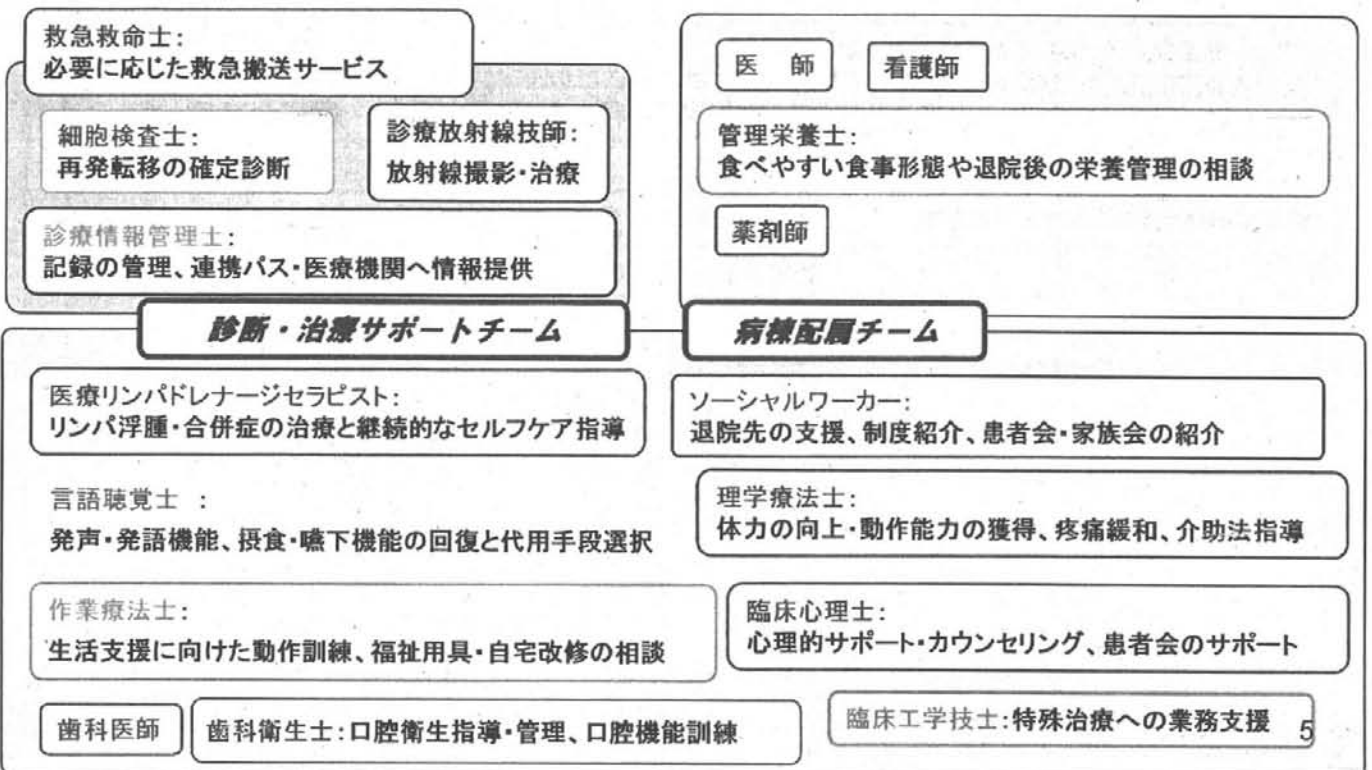 救急救命士:
必要に応じた救急搬送サービス
細胞検査士:
再発転移の確定診断
診療放射線技師:
放射線撮影・治療
診療情報管理士:
記録の管理、連携パス・医療機関へ情報提供
診断・治療サポートチーム
医師
看護師
管理栄養士:
食べやすい食事形態や退院後の栄養管理の相談
薬剤師
病棟配属チーム
医療リンパドレナージセラピスト:
リンパ浮腫・合併症の治療と継続的なセルフケア指導
ソーシャルワーカー:
退院先の支援、制度紹介、患者会・家族会の紹介
言語聴覚士 :
発声・発語機能、摂食・嚥下機能の回復と代用手段選択
理学療法士:
体力の向上・動作能力の獲得、疼痛緩和、介助法指導
作業療法士:
生活支援に向けた動作訓練、福祉用具・自宅改修の相談
臨床心理士:
心理的サポート・カウンセリング、患者会のサポート
歯科医師
歯科衛生士:口腔衛生指導・管理、口腔機能訓練
臨床工学技士:特殊治療への業務支援
5